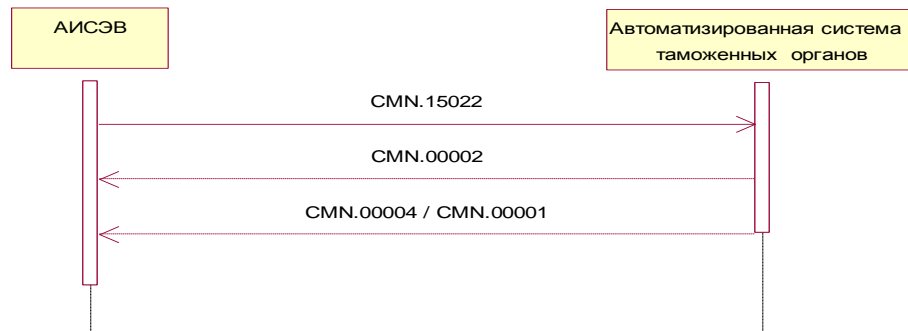 АИСЭВ
Автоматизированная система
таможенных органов
CMN.15022
CMN.00002
CMN.00004 / CMN.00001